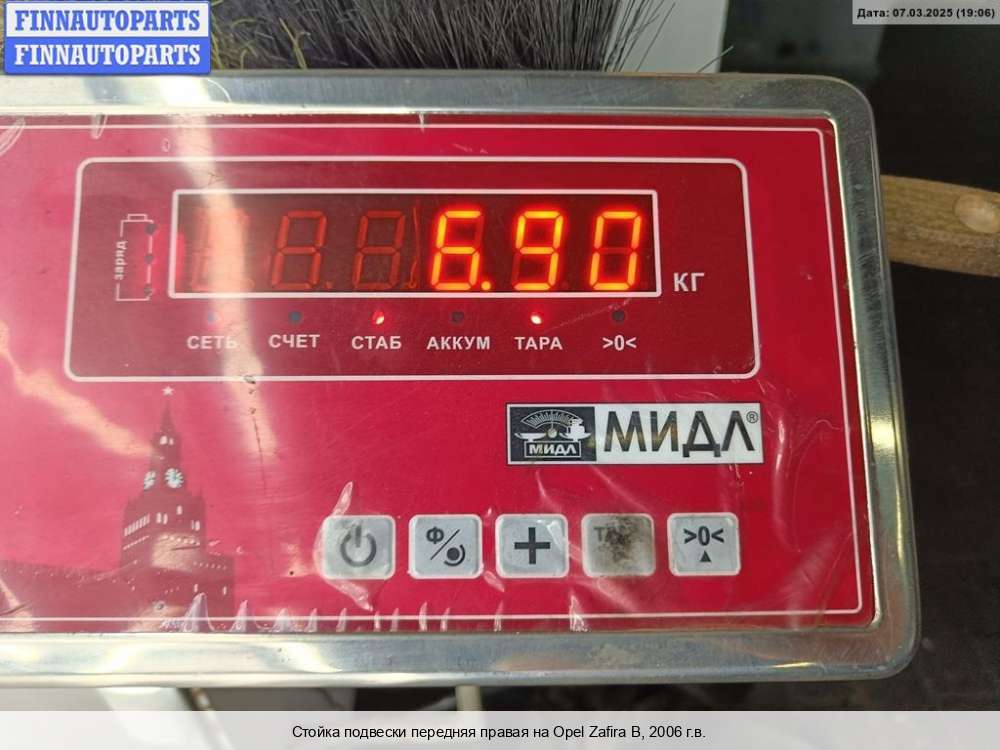 FINNAUTOPARTS
FINNAUTOPARTS
Дата: 07.03.2025 (19:06)
заряд
6.90
КГ
СЕТЬ СЧЕТ СТАБ АККУМ ТАРА >0<
МИДЛ МИДЛ®
Ф/ + >0<
Стойка подвески передняя правая на Opel Zafira B, 2006 г.в.